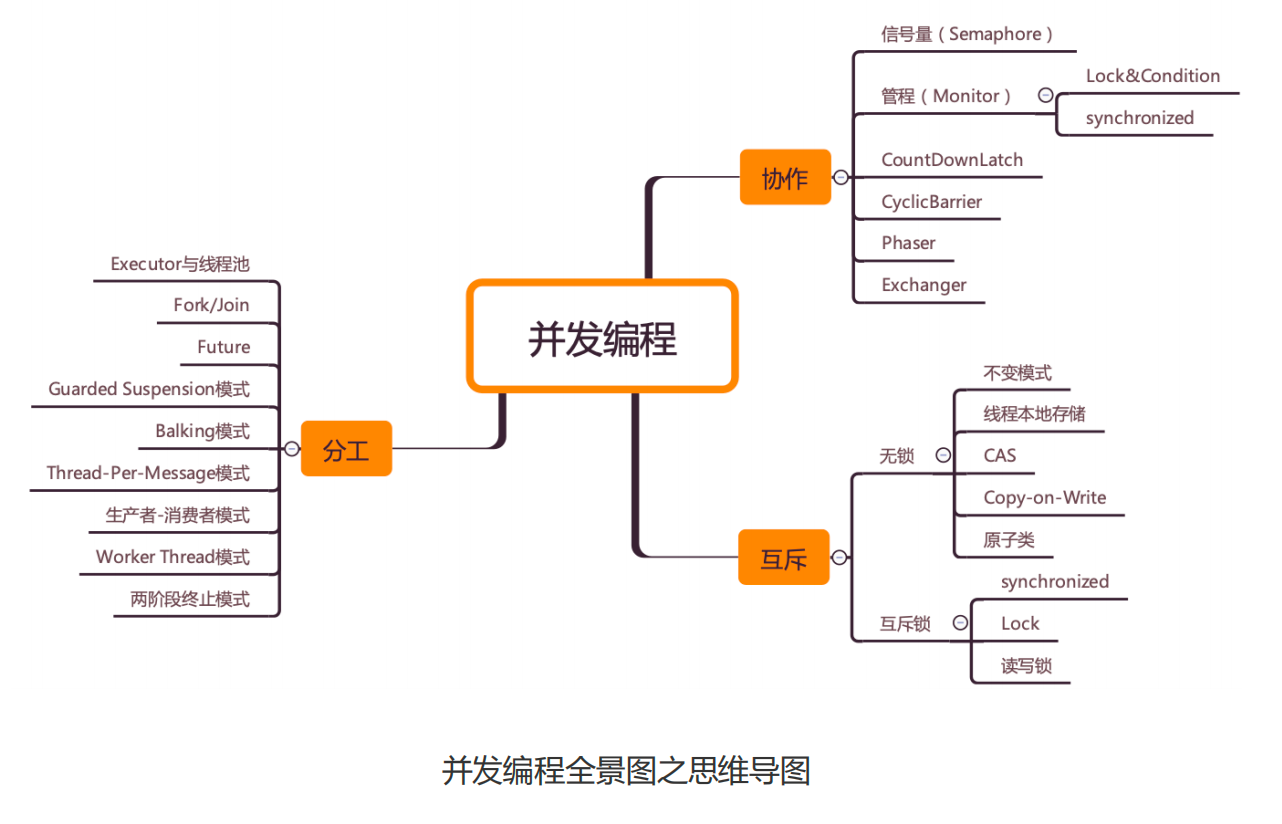 并发编程
协作
信号量（Semaphore）
管程（Monitor）
Lock&Condition
synchronized
CountDownLatch
CyclicBarrier
Phaser
Exchanger
分工
Executor与线程池
Fork/Join
Future
Guarded Suspension模式
Balking模式
Thread-Per-Message模式
生产者-消费者模式
Worker Thread模式
两阶段终止模式
互斥
无锁
不变模式
线程本地存储
CAS
Copy-on-Write
原子类
互斥锁
synchronized
Lock
读写锁
并发编程全景图之思维导图